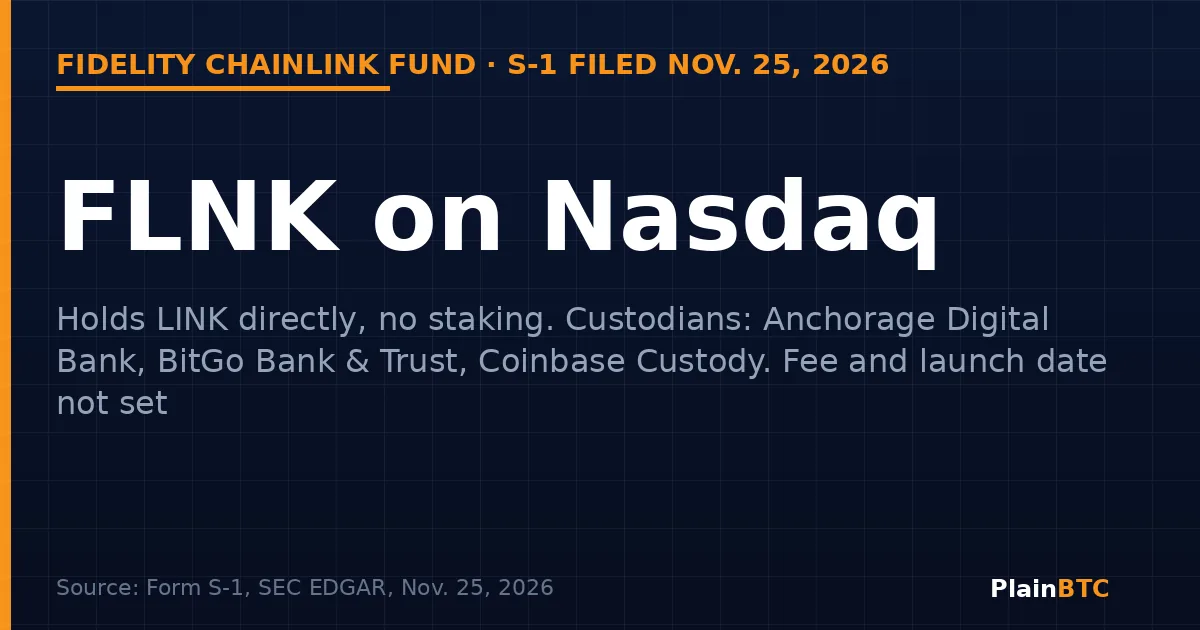 FIDELITY CHAINLINK FUND · S-1 FILED NOV. 25, 2026
FLNK on Nasdaq
Holds LINK directly, no staking. Custodians: Anchorage Digital
Bank, BitGo Bank & Trust, Coinbase Custody. Fee and launch date
not set
Source: Form S-1, SEC EDGAR, Nov. 25, 2026
PlainBTC